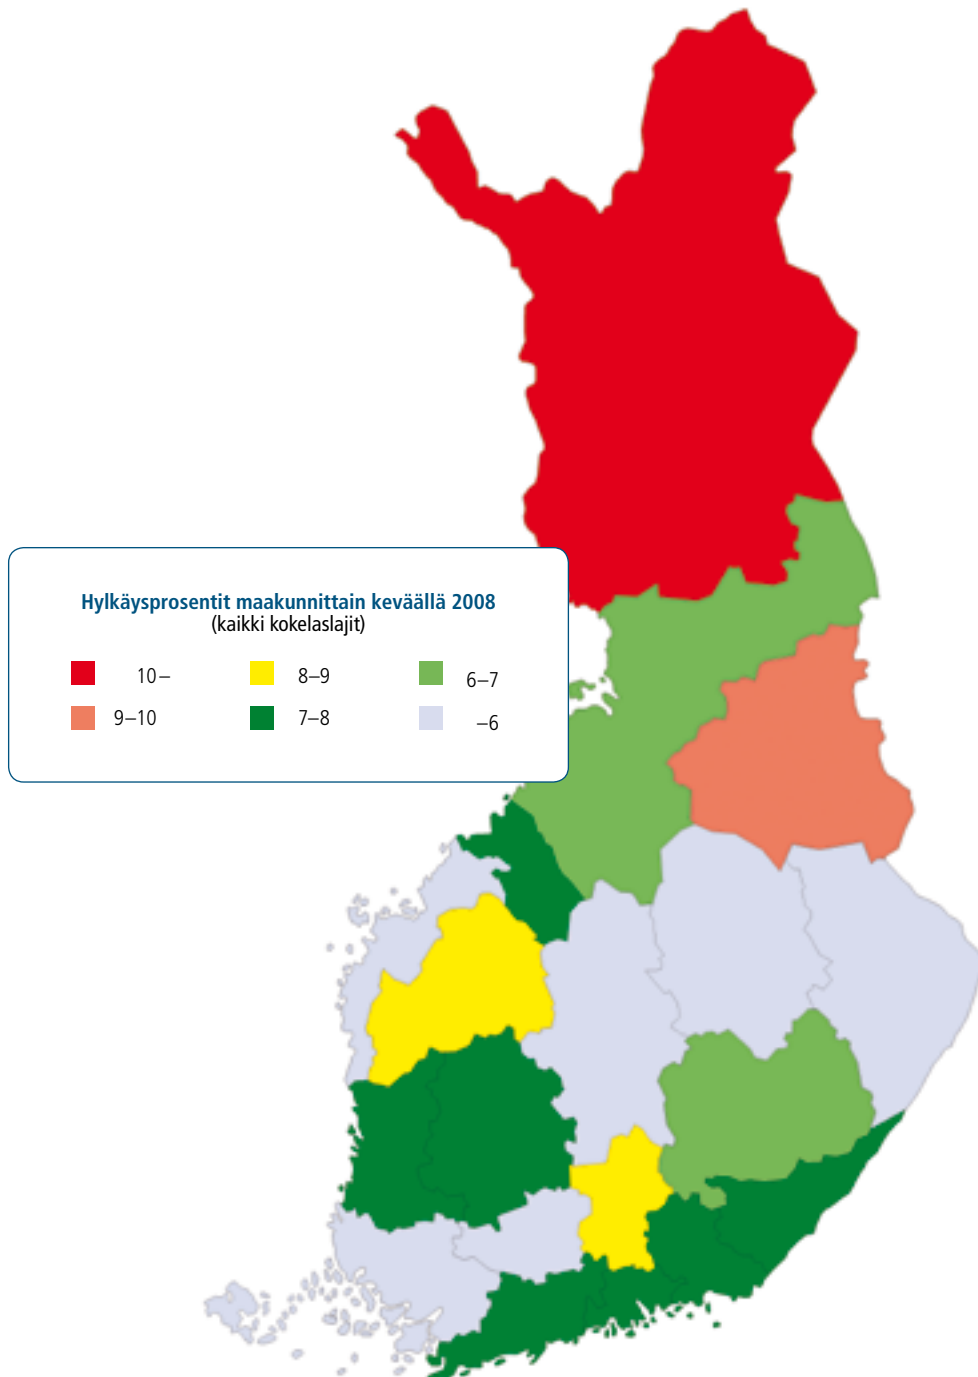 Hylkäysprosentit maakunnittain keväällä 2008
(kaikki kokelaslajit)
10– 8–9 6–7
9–10 7–8 –6